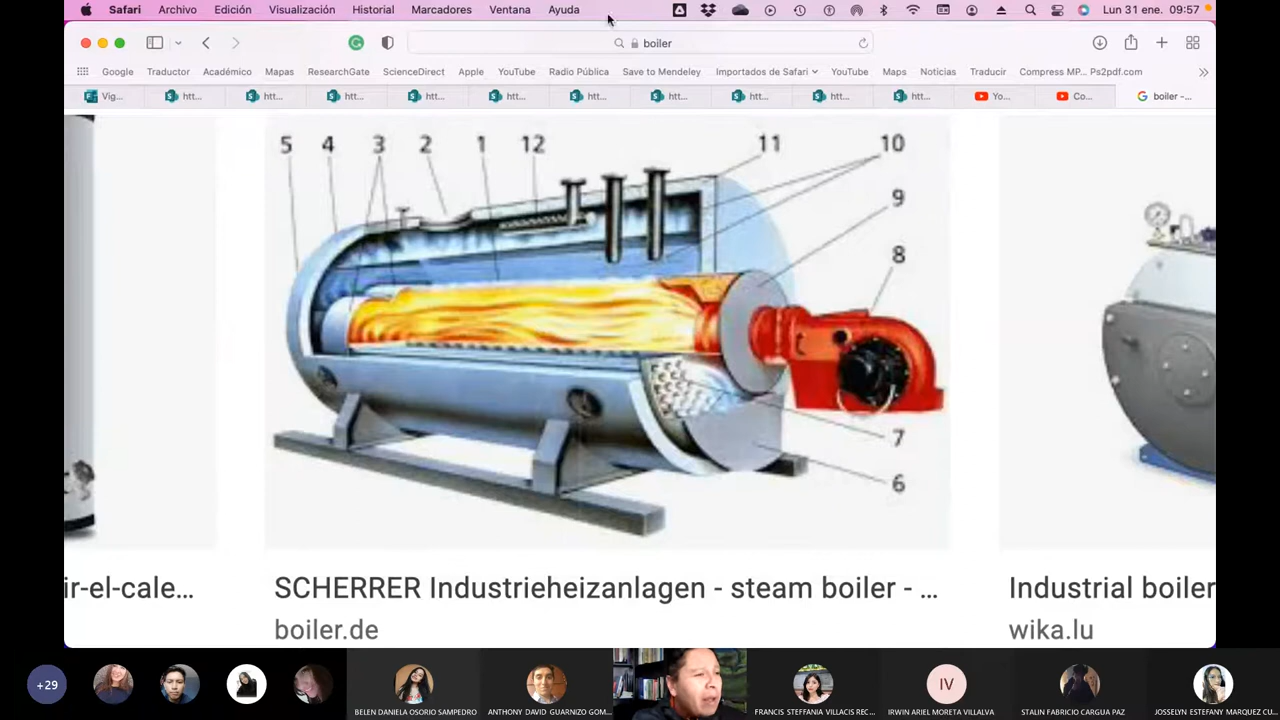 Safari Archivo Edición Visualización Historial Marcadores Ventana Ayuda Lun 31 ene. 09:57
boiler
Google Traductor Académico Mapas ResearchGate ScienceDirect Apple YouTube Radio Pública Save to Mendeley Importados de Safari YouTube Maps Noticias Traducir Compress MP... Ps2pdf.com
Vig... htt... htt... htt... htt... htt... htt... htt... htt... htt... htt... Yo... Co... boiler -...
5 4 3 2 1 12 11 10
9
8
7
6
ir-el-cale... SCHERRER Industrieheizanlagen - steam boiler - ... Industrial boiler
boiler.de wika.lu
+29 IV
BELEN DANIELA OSORIO SAMPEDRO ANTHONY DAVID GUARNIZO GOM... FRANCIS STEFFANIA VILLACIS REC... IRWIN ARIEL MORETA VILLALVA STALIN FABRICIO CARGUA PAZ JOSSELYN ESTEFANY MARQUEZ CU...